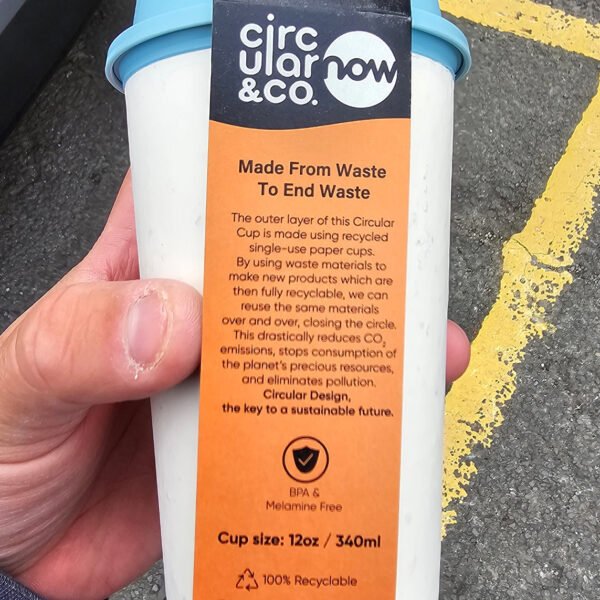 circ
ular
&co.
now
Made From Waste
To End Waste
The outer layer of this Circular
Cup is made using recycled
single-use paper cups.
By using waste materials to
make new products which are
then fully recyclable, we can
reuse the same materials
over and over, closing the circle.
This drastically reduces CO₂
emissions, stops consumption of
the planet's precious resources,
and eliminates pollution.
Circular Design,
the key to a sustainable future.
BPA &
Melamine Free
Cup size: 12oz / 340ml
100% Recyclable